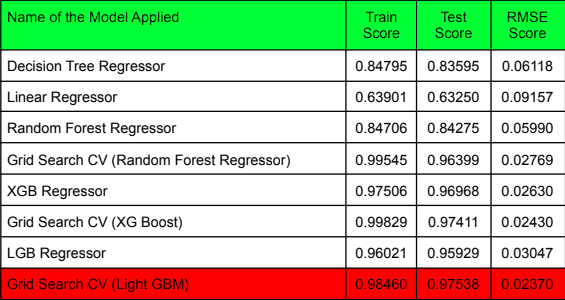 Name of the Model Applied Train Score Test Score RMSE Score
Decision Tree Regressor 0.84795 0.83595 0.06118
Linear Regressor 0.63901 0.63250 0.09157
Random Forest Regressor 0.84706 0.84275 0.05990
Grid Search CV (Random Forest Regressor) 0.99545 0.96399 0.02769
XGB Regressor 0.97506 0.96968 0.02630
Grid Search CV (XG Boost) 0.99829 0.97411 0.02430
LGB Regressor 0.96021 0.95929 0.03047
Grid Search CV (Light GBM) 0.98460 0.97538 0.02370